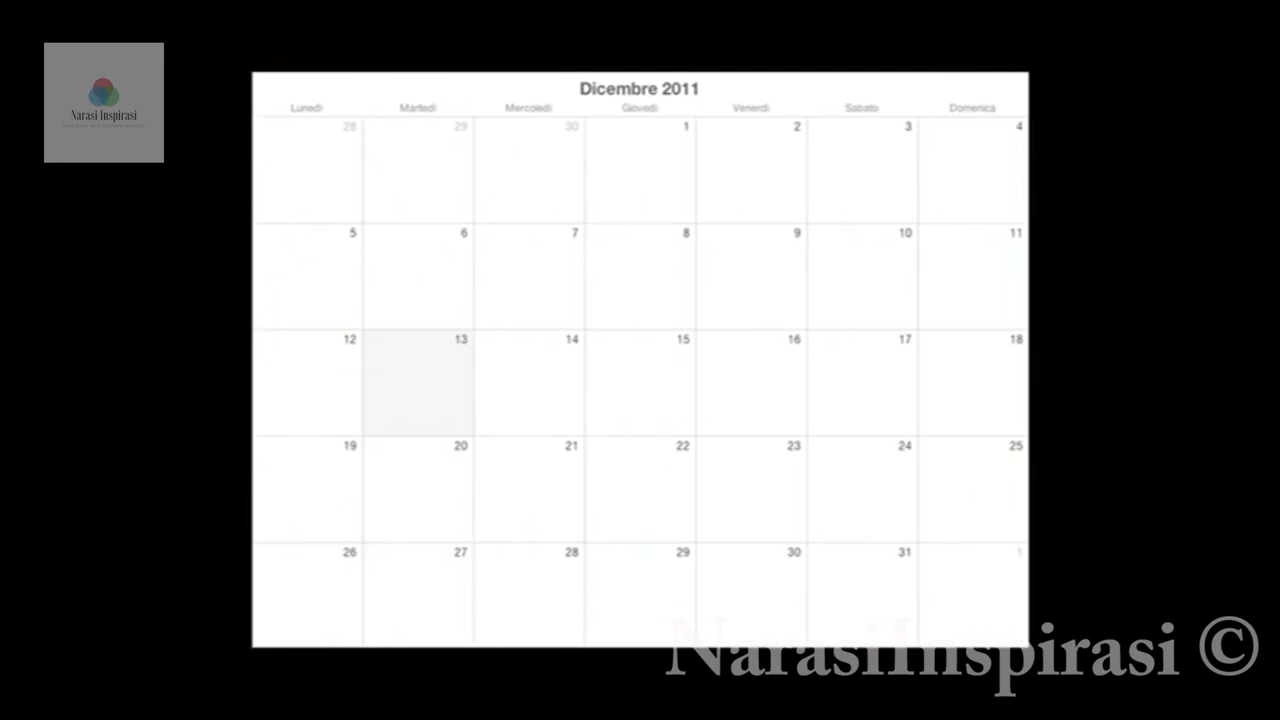 Narasi Inspirasi
Dicembre 2011
Lunedì Martedì Mercoledì Giovedì Venerdì Sabato Domenica
28 29 30 1 2 3 4
5 6 7 8 9 10 11
12 13 14 15 16 17 18
19 20 21 22 23 24 25
26 27 28 29 30 31 1
NarasiInspirasi ©